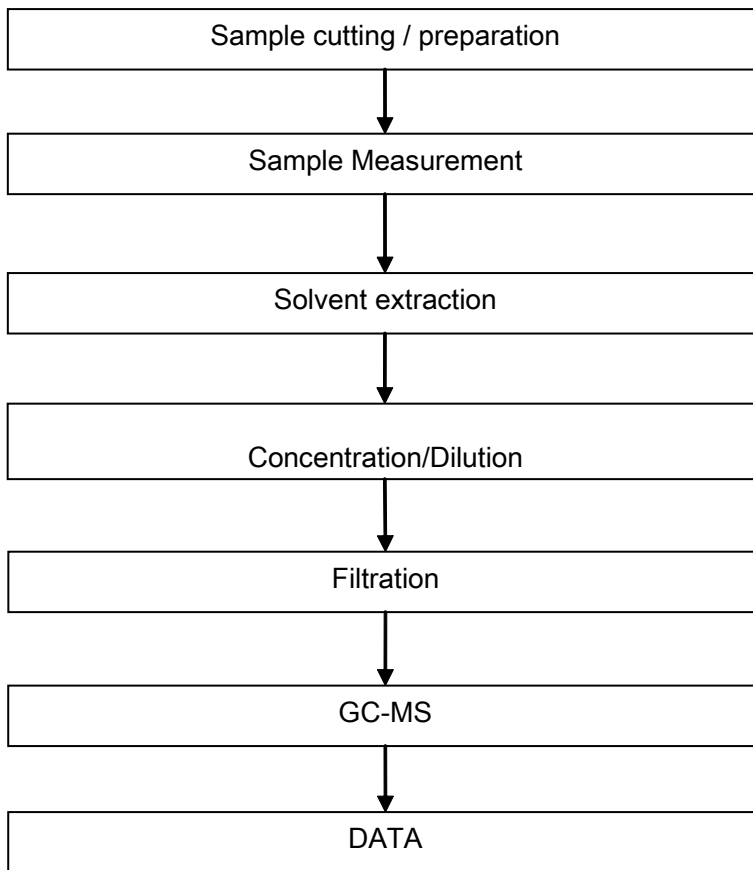 Sample cutting / preparation
Sample Measurement
Solvent extraction
Concentration/Dilution
Filtration
GC-MS
DATA